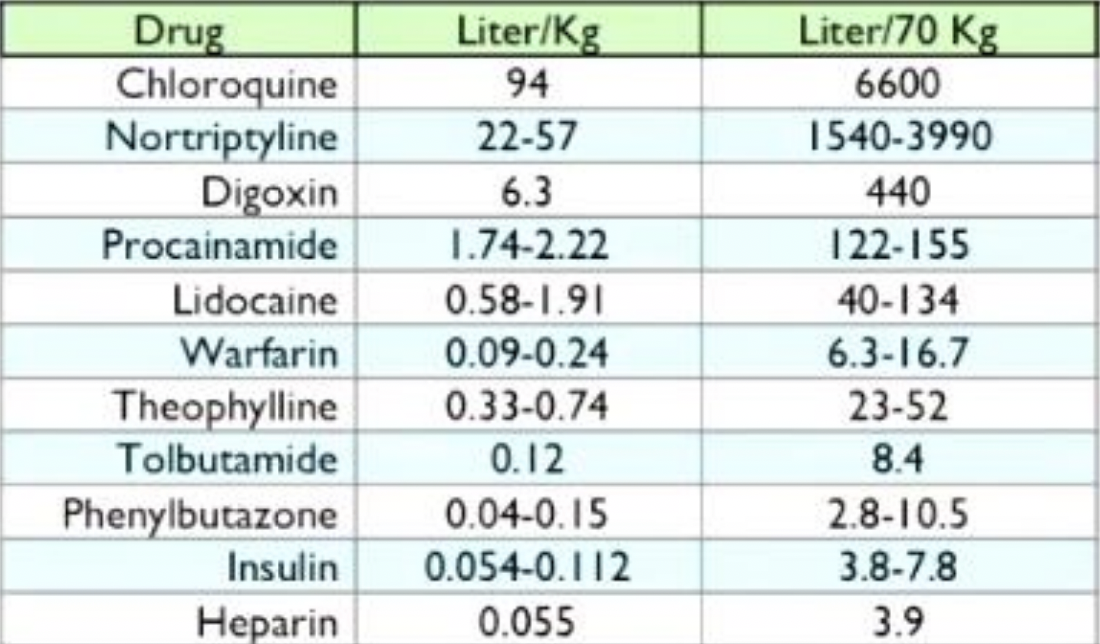 Drug Liter/Kg Liter/70 Kg
Chloroquine 94 6600
Nortriptyline 22-57 1540-3990
Digoxin 6.3 440
Procainamide 1.74-2.22 122-155
Lidocaine 0.58-1.91 40-134
Warfarin 0.09-0.24 6.3-16.7
Theophylline 0.33-0.74 23-52
Tolbutamide 0.12 8.4
Phenylbutazone 0.04-0.15 2.8-10.5
Insulin 0.054-0.112 3.8-7.8
Heparin 0.055 3.9